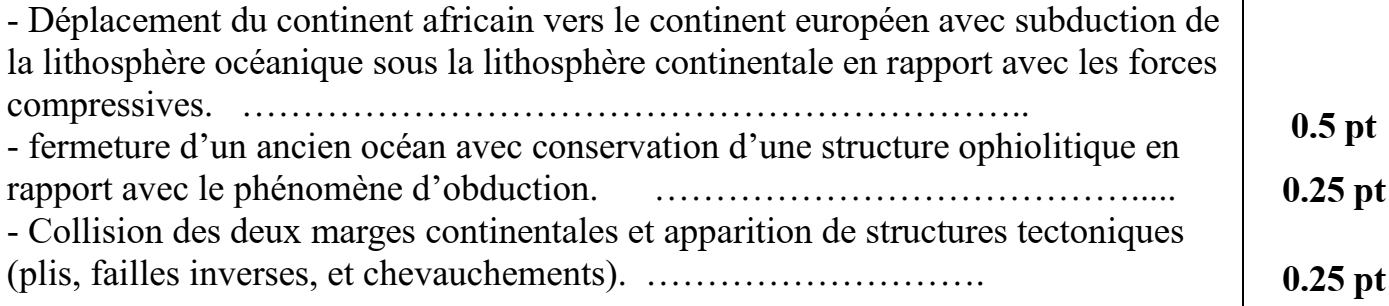 - Déplacement du continent africain vers le continent européen avec subduction de
la lithosphère océanique sous la lithosphère continentale en rapport avec les forces
compressives. …………………………………………………………..
0.5 pt
- fermeture d’un ancien océan avec conservation d’une structure ophiolitique en
rapport avec le phénomène d’obduction. …………………………………….....
0.25 pt
- Collision des deux marges continentales et apparition de structures tectoniques
(plis, failles inverses, et chevauchements). ……………………….
0.25 pt